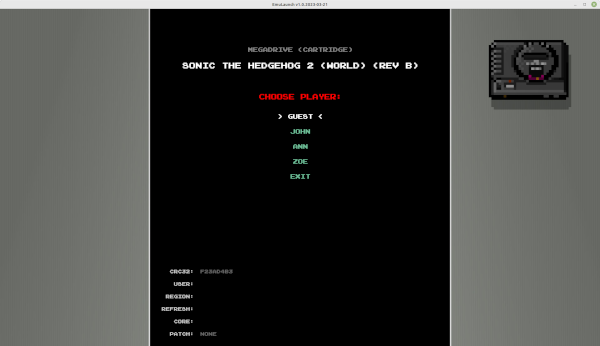 EmuLaunch v1.0.2023-03-21
MEGADRIVE (CARTRIDGE)
SONIC THE HEDGEHOG 2 (WORLD) (REV B)
CHOOSE PLAYER:
> GUEST <
JOHN
ANN
ZOE
EXIT
CRC32: F23AD4B3
USER:
REGION:
REFRESH:
CORE:
PATCH: NONE